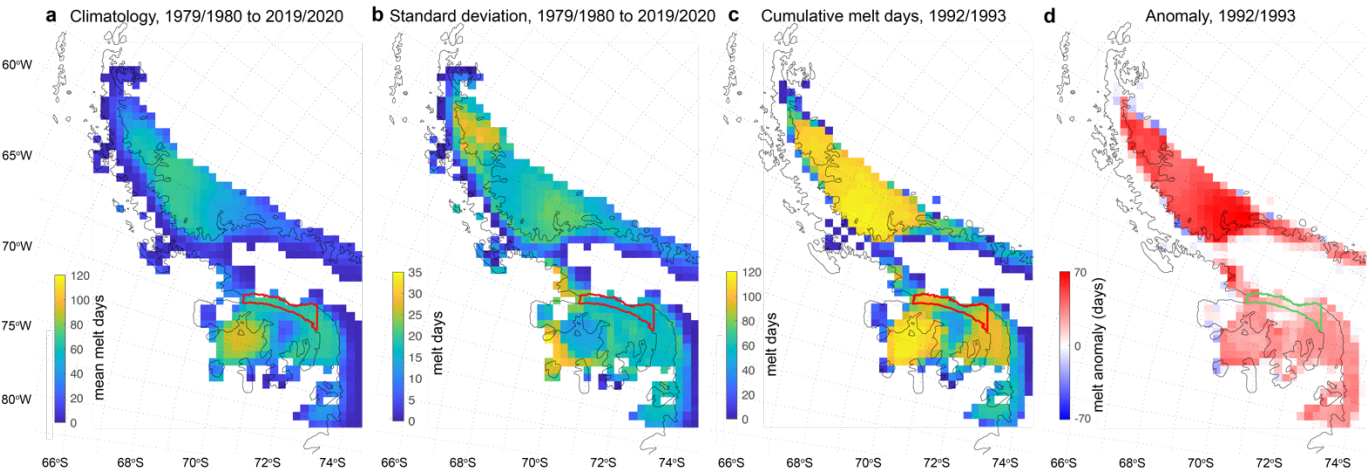 a Climatology, 1979/1980 to 2019/2020
b Standard deviation, 1979/1980 to 2019/2020
c Cumulative melt days, 1992/1993
d Anomaly, 1992/1993
60°W
65°W
70°W
75°W
80°W
120
100
80
60
40
20
0
mean melt days
35
30
25
20
15
10
5
0
melt days
120
100
80
60
40
20
0
melt days
70
0
-70
melt anomaly (days)
66°S 68°S 70°S 72°S 74°S
66°S 68°S 70°S 72°S 74°S
66°S 68°S 70°S 72°S 74°S
66°S 68°S 70°S 72°S 74°S